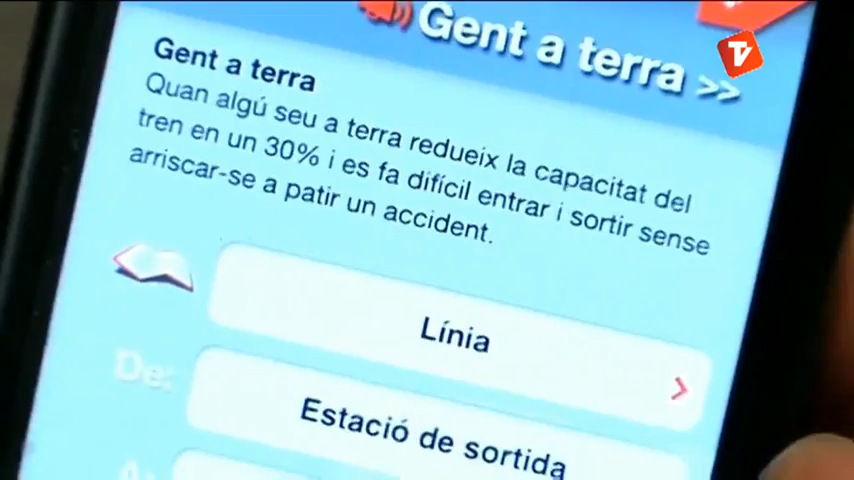 Gent a terra >>
TV
Gent a terra
Quan algú seu a terra redueix la capacitat del
tren en un 30% i es fa difícil entrar i sortir sense
arriscar-se a patir un accident.
Línia
De:
Estació de sortida
A: